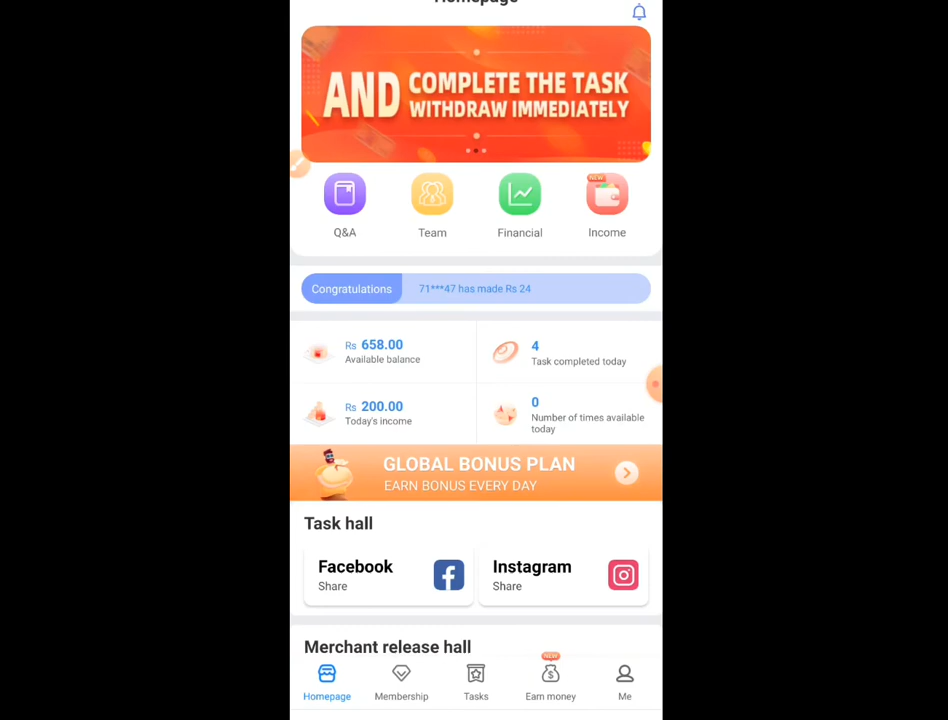 Homepage
AND COMPLETE THE TASK
WITHDRAW IMMEDIATELY
Q&A
Team
Financial
NEW
Income
Congratulations
71***47 has made Rs 24
Rs 658.00
Available balance
4
Task completed today
Rs 200.00
Today's income
0
Number of times available
today
GLOBAL BONUS PLAN
EARN BONUS EVERY DAY
Task hall
Facebook
Share
Instagram
Share
Merchant release hall
NEW
Homepage
Membership
Tasks
Earn money
Me